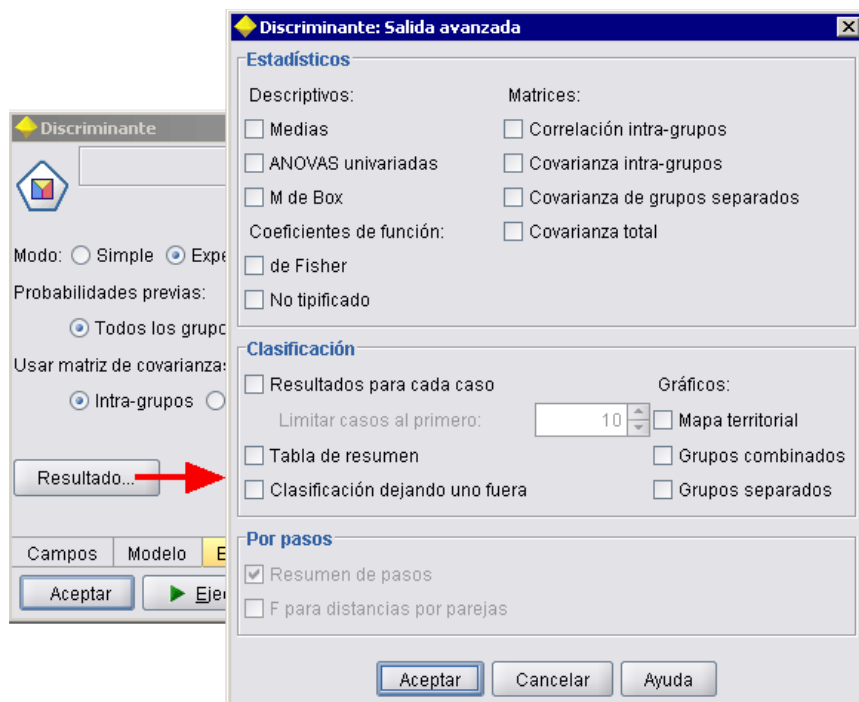 Discriminante
Modo: Simple
Probabilidades previas:
Todos los
Usar matriz de
Intra-grupos
Resultado...
Campos Modelo
Aceptar
Discriminante: Salida avanzada
Estadísticos
Descriptivos:
Medias
ANOVAS univariadas
M de Box
Coeficientes de función:
de Fisher
No tipificado
Matrices:
Correlación intra-grupos
Covarianza intra-grupos
Covarianza de grupos separados
Covarianza total
Clasificación
Resultados para cada caso
Limitar casos al primero: 10
Tabla de resumen
Clasificación dejando uno fuera
Gráficos:
Mapa territorial
Grupos combinados
Grupos separados
Por pasos
Resumen de pasos
F para distancias por parejas
Aceptar Cancelar Ayuda